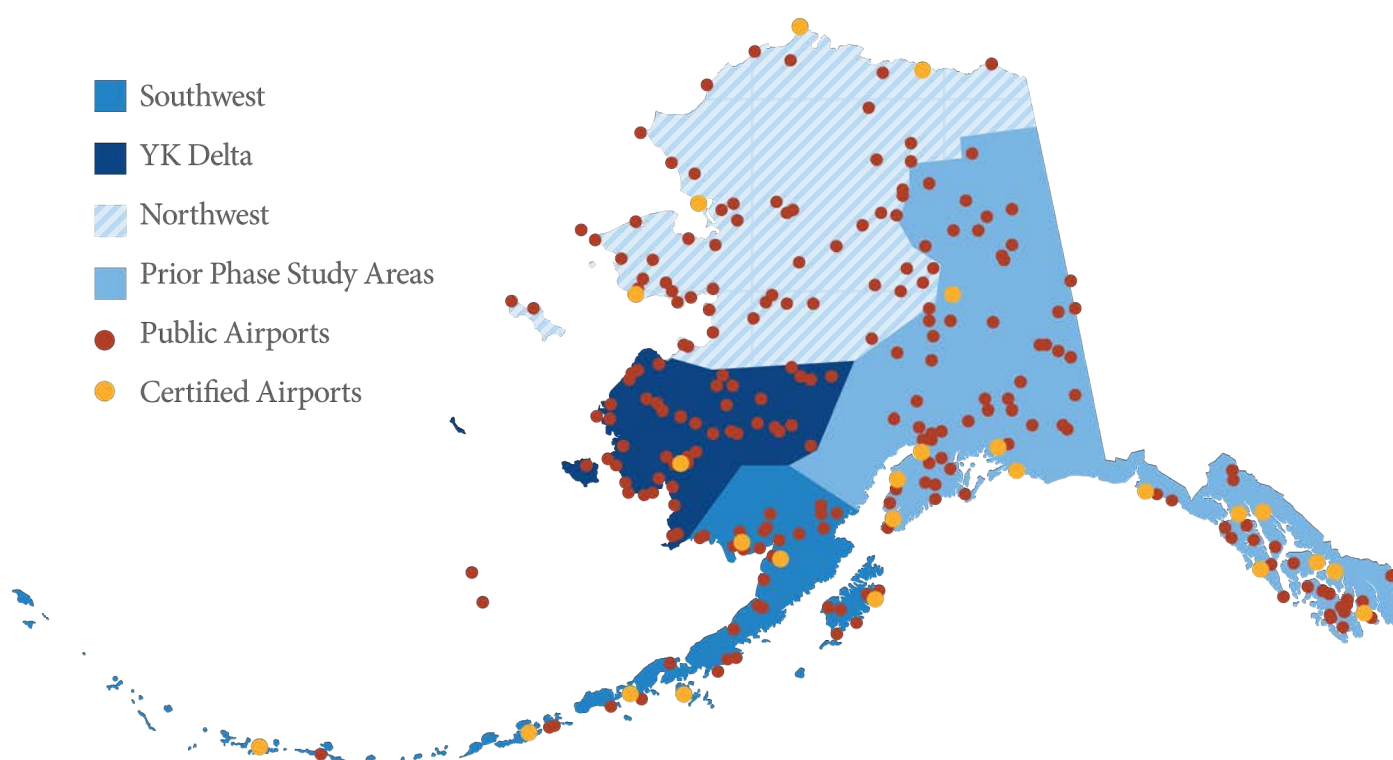 Southwest
YK Delta
Northwest
Prior Phase Study Areas
Public Airports
Certified Airports